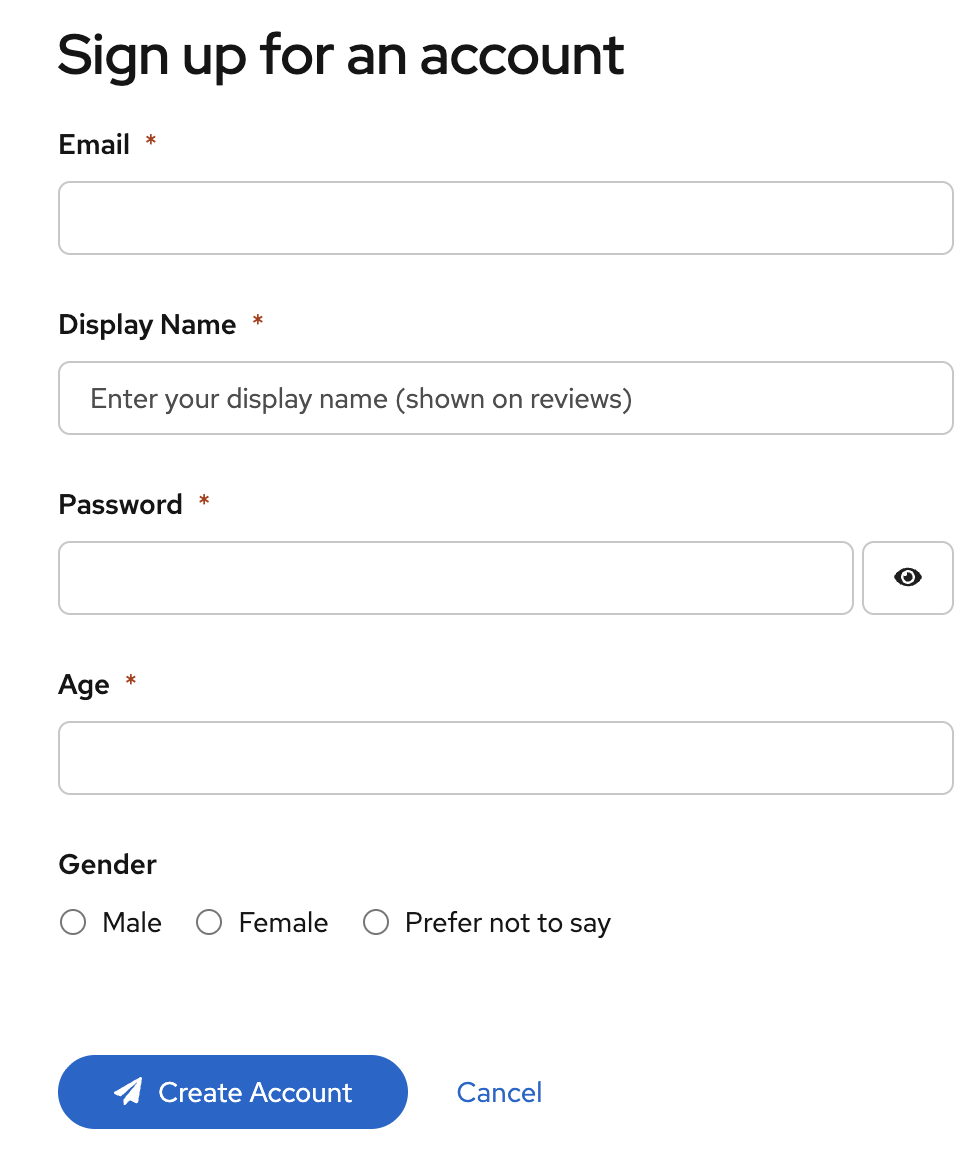 Sign up for an account
Email *
Display Name *
Enter your display name (shown on reviews)
Password *
Age *
Gender
Male Female Prefer not to say
Create Account Cancel